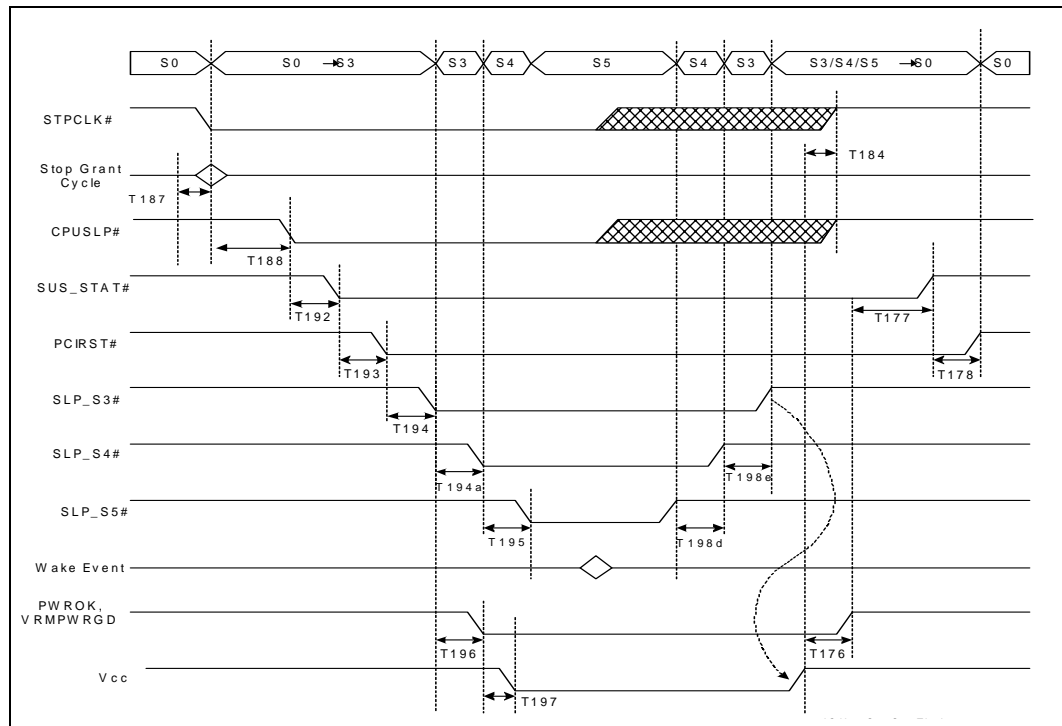 S0 S0 → S3 S3 S4 S5 S4 S3 S3/S4/S5 → S0 S0
STPCLK#
T184
Stop Grant
Cycle
T187
CPUSLP#
T188
SUS_STAT#
T192 T177
PCIRST#
T193 T178
SLP_S3#
T194
SLP_S4#
T194a T198e
SLP_S5#
T195 T198d
Wake Event
PWROK,
VRMPWRGD
T196 T176
Vcc
T197